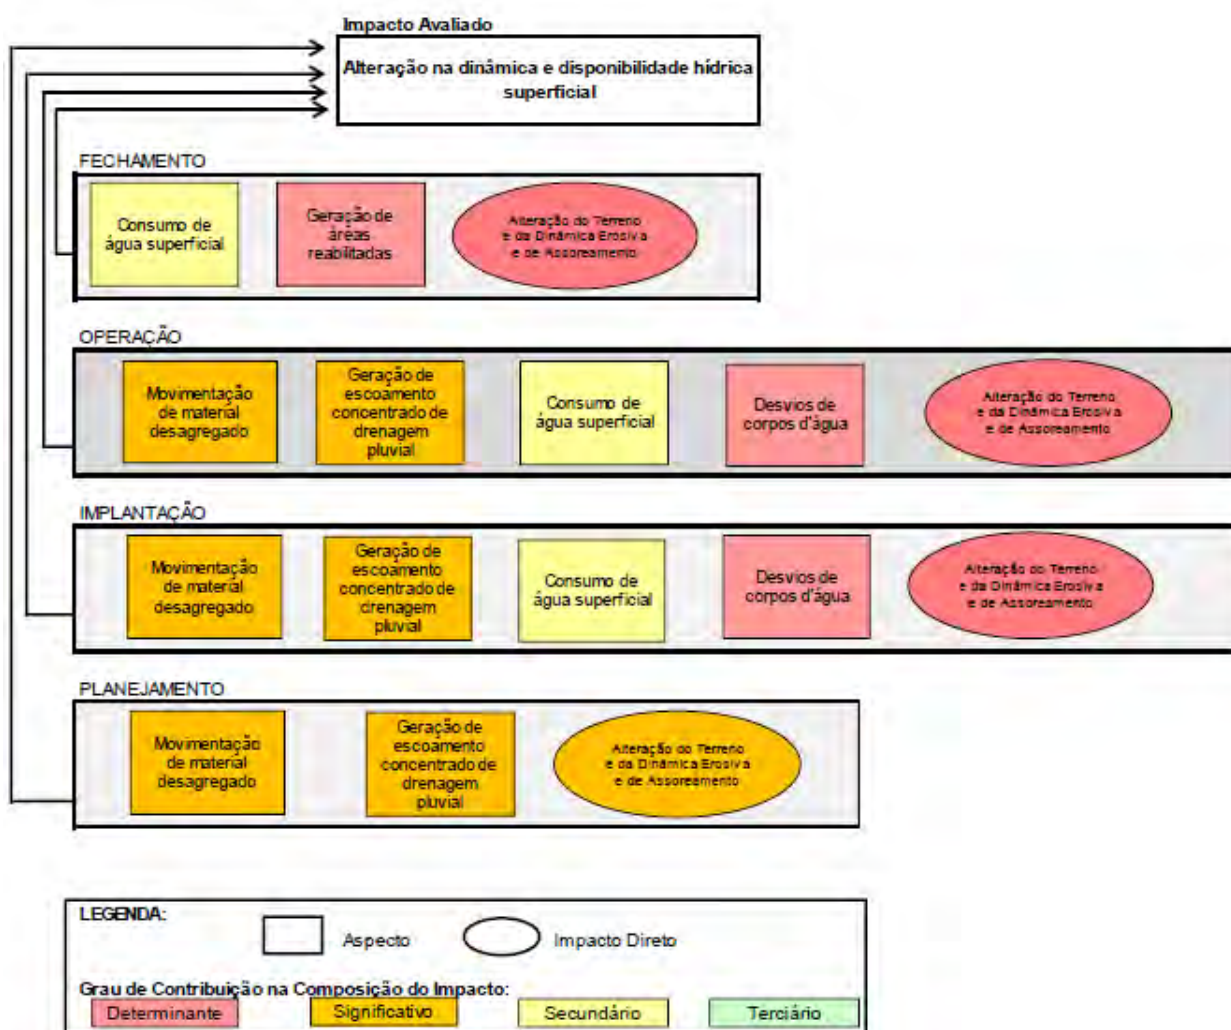 Impacto Avaliado
Alteração na dinâmica e disponibilidade hídrica
superficial
FECHAMENTO
Consumo de
água superficial
Geração de
áreas
reabilitadas
Alteração do Terreno
e da Dinâmica Erosiva
e de Assoreamento
OPERAÇÃO
Movimentação
de material
desagregado
Geração de
escoamento
concentrado de
drenagem
pluvial
Consumo de
água superficial
Desvios de
corpos d'água
Alteração do Terreno
e da Dinâmica Erosiva
e de Assoreamento
IMPLANTAÇÃO
Movimentação
de material
desagregado
Geração de
escoamento
concentrado de
drenagem
pluvial
Consumo de
água superficial
Desvios de
corpos d'água
Alteração do Terreno
e da Dinâmica Erosiva
e de Assoreamento
PLANEJAMENTO
Movimentação
de material
desagregado
Geração de
escoamento
concentrado de
drenagem
pluvial
Alteração do Terreno
e da Dinâmica Erosiva
e de Assoreamento
LEGENDA:
Aspecto
Impacto Direto
Grau de Contribuição na Composição do Impacto:
Determinante
Significativo
Secundário
Terciário